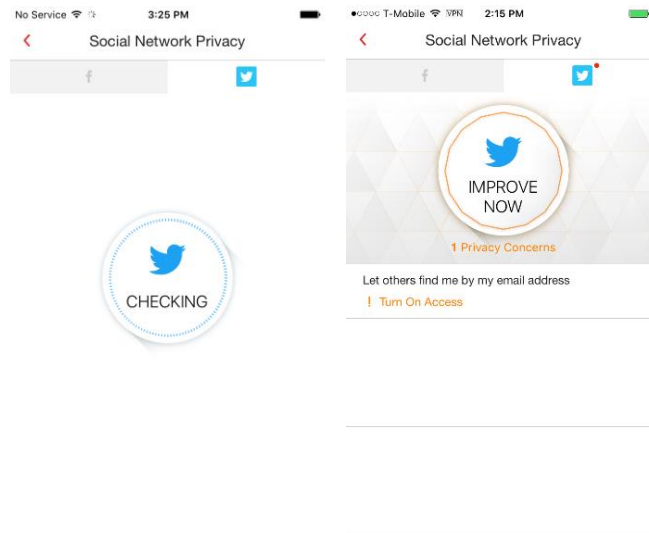 No Service 3:25 PM
Social Network Privacy
CHECKING
T-Mobile VPN 2:15 PM
Social Network Privacy
IMPROVE
NOW
1 Privacy Concerns
Let others find me by my email address
! Turn On Access